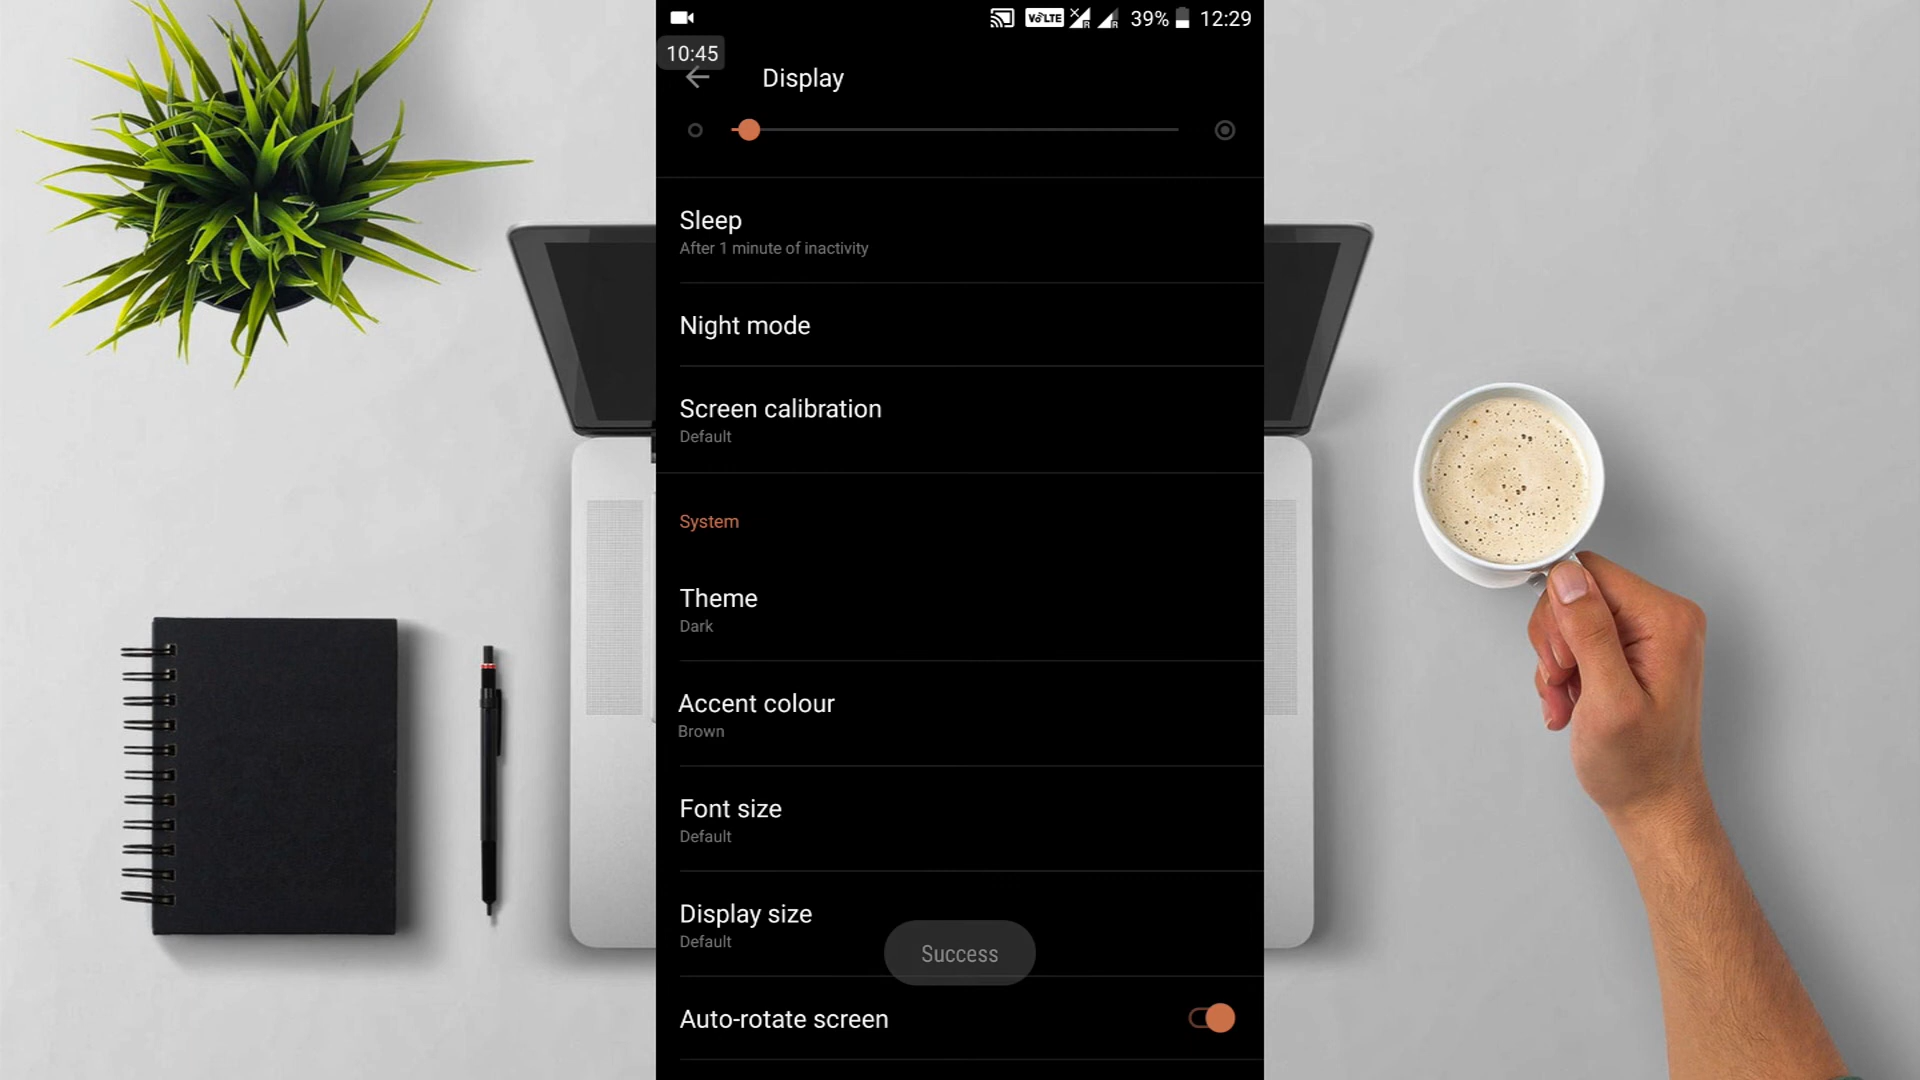 VoLTE R R 39% 12:29
10:45
Display
Sleep
After 1 minute of inactivity
Night mode
Screen calibration
Default
System
Theme
Dark
Accent colour
Brown
Font size
Default
Display size
Default
Success
Auto-rotate screen